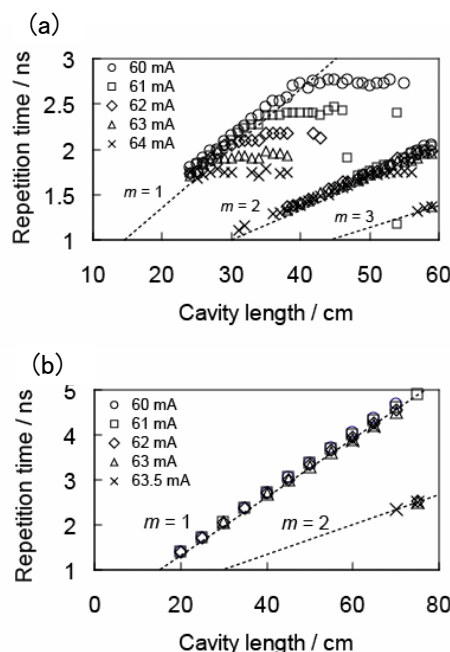 (a)
Repetition time / ns
3
2.5
2
1.5
1
○ 60 mA
□ 61 mA
◇ 62 mA
△ 63 mA
× 64 mA
m = 1
m = 2
m = 3
10 20 30 40 50 60
Cavity length / cm
(b)
Repetition time / ns
5
4
3
2
1
○ 60 mA
□ 61 mA
◇ 62 mA
△ 63 mA
× 63.5 mA
m = 1
m = 2
0 20 40 60 80
Cavity length / cm